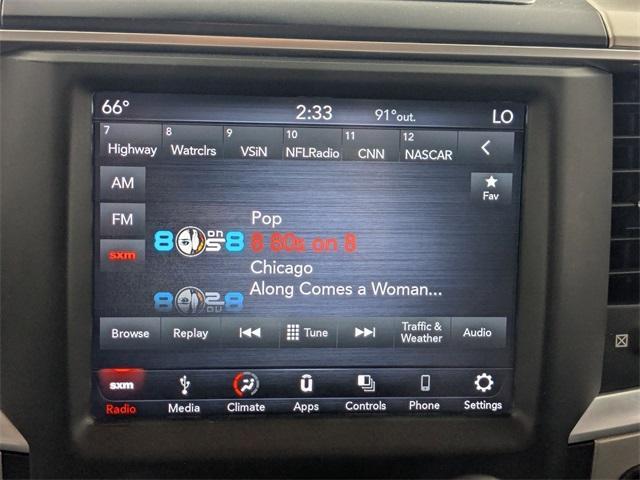 66° 2:33 91°out. LO
7 8 9 10 11 12
Highway Watrclrs VSiN NFLRadio CNN NASCAR
AM
Fav
FM
Pop
8on8 8 80s on 8
sxm
Chicago
Along Comes a Woman...
Browse Replay Tune Traffic & Weather Audio
sxm
Radio Media Climate Apps Controls Phone Settings